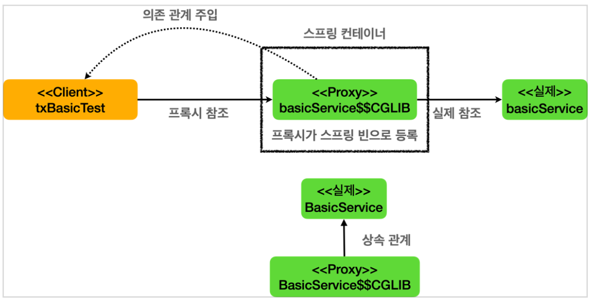 의존 관계 주입
스프링 컨테이너
<<Client>>
txBasicTest
프록시 참조
<<Proxy>>
basicService$$CGLIB
프록시가 스프링 빈으로 등록
실제 참조
<<실제>>
basicService
<<실제>>
BasicService
상속 관계
<<Proxy>>
BasicService$$CGLIB